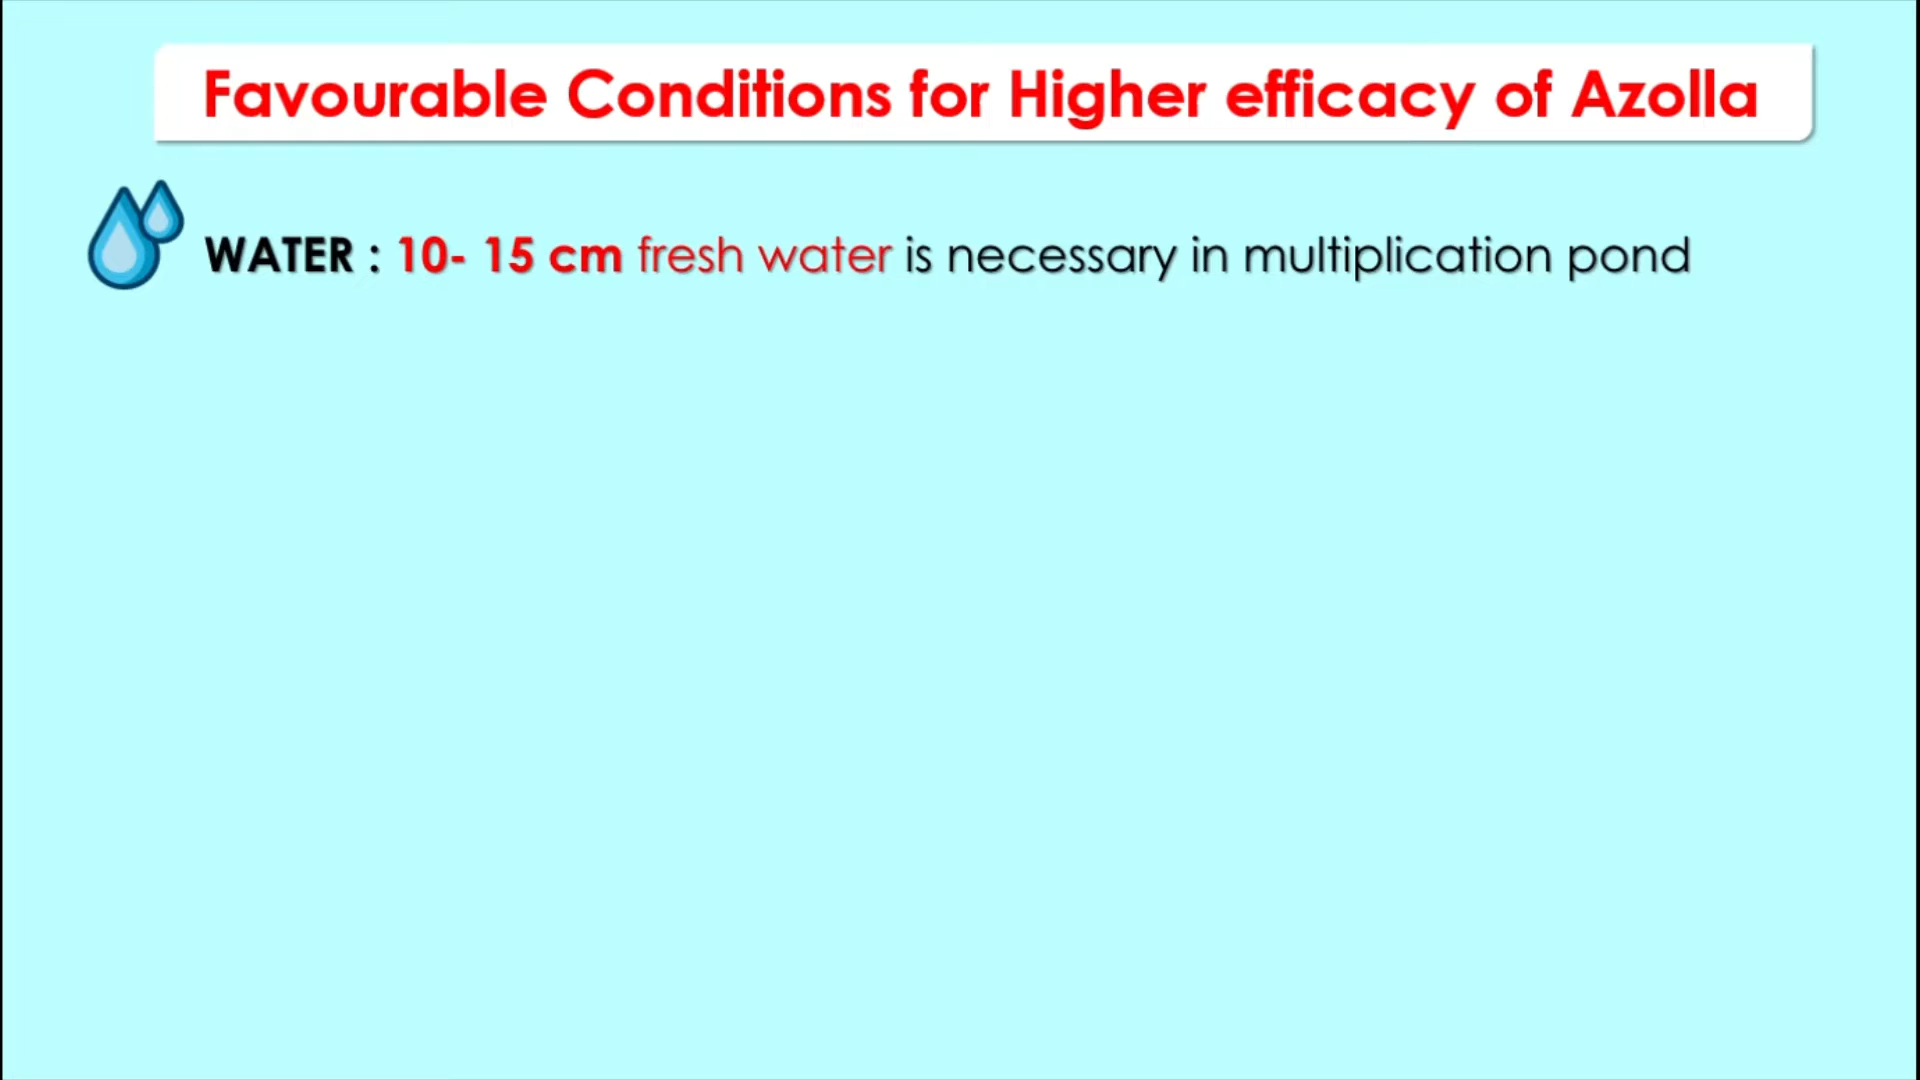 Favourable Conditions for Higher efficacy of Azolla
WATER : 10- 15 cm fresh water is necessary in multiplication pond